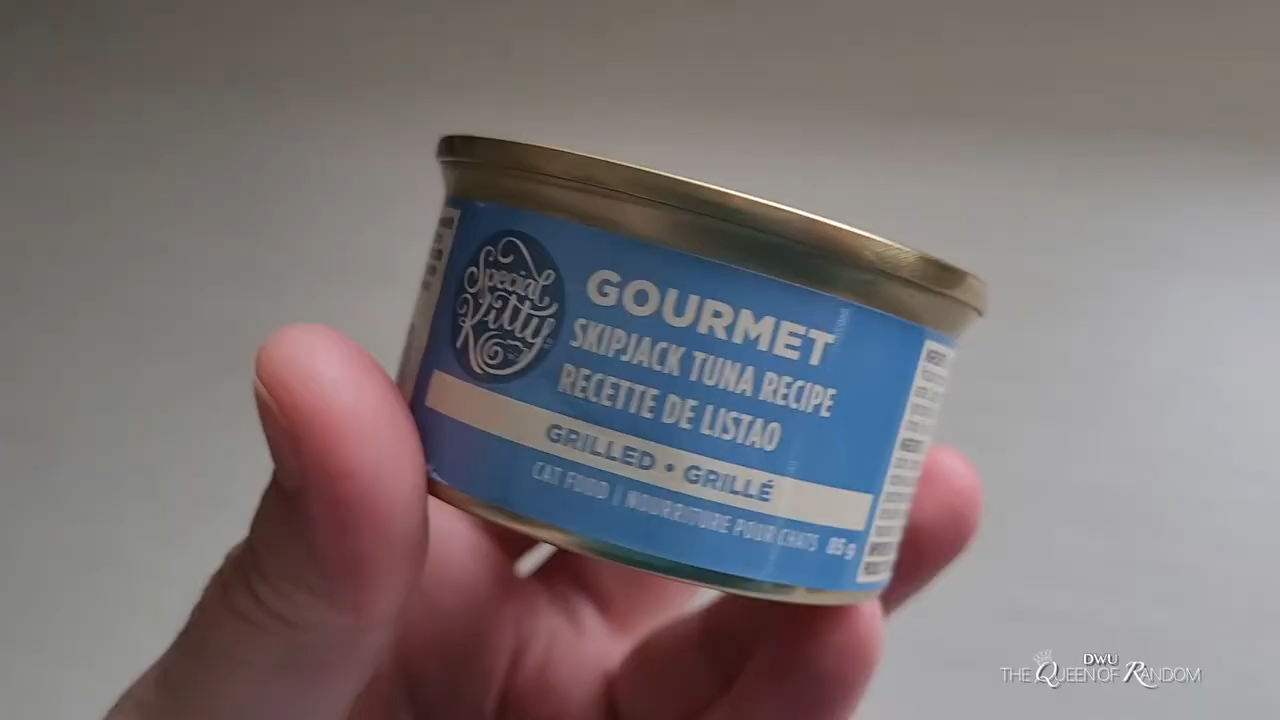 Special
Kitty
GOURMET
SKIPJACK TUNA RECIPE
RECETTE DE LISTAO
GRILLED • GRILLÉ
CAT FOOD | NOURRITURE POUR CHATS 85 g
DWU
THE QUEEN OF RANDOM